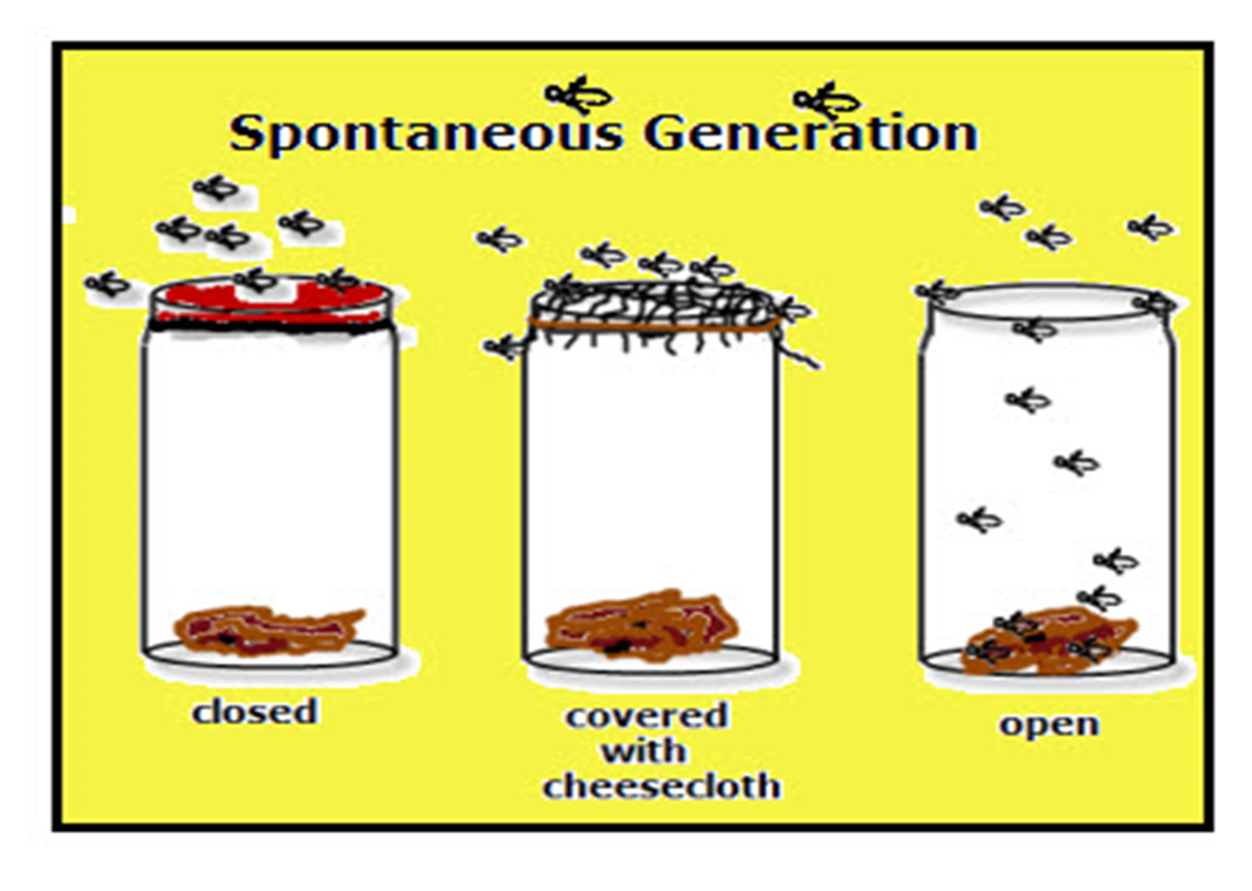 Spontaneous Generation
closed
covered
with
cheesecloth
open